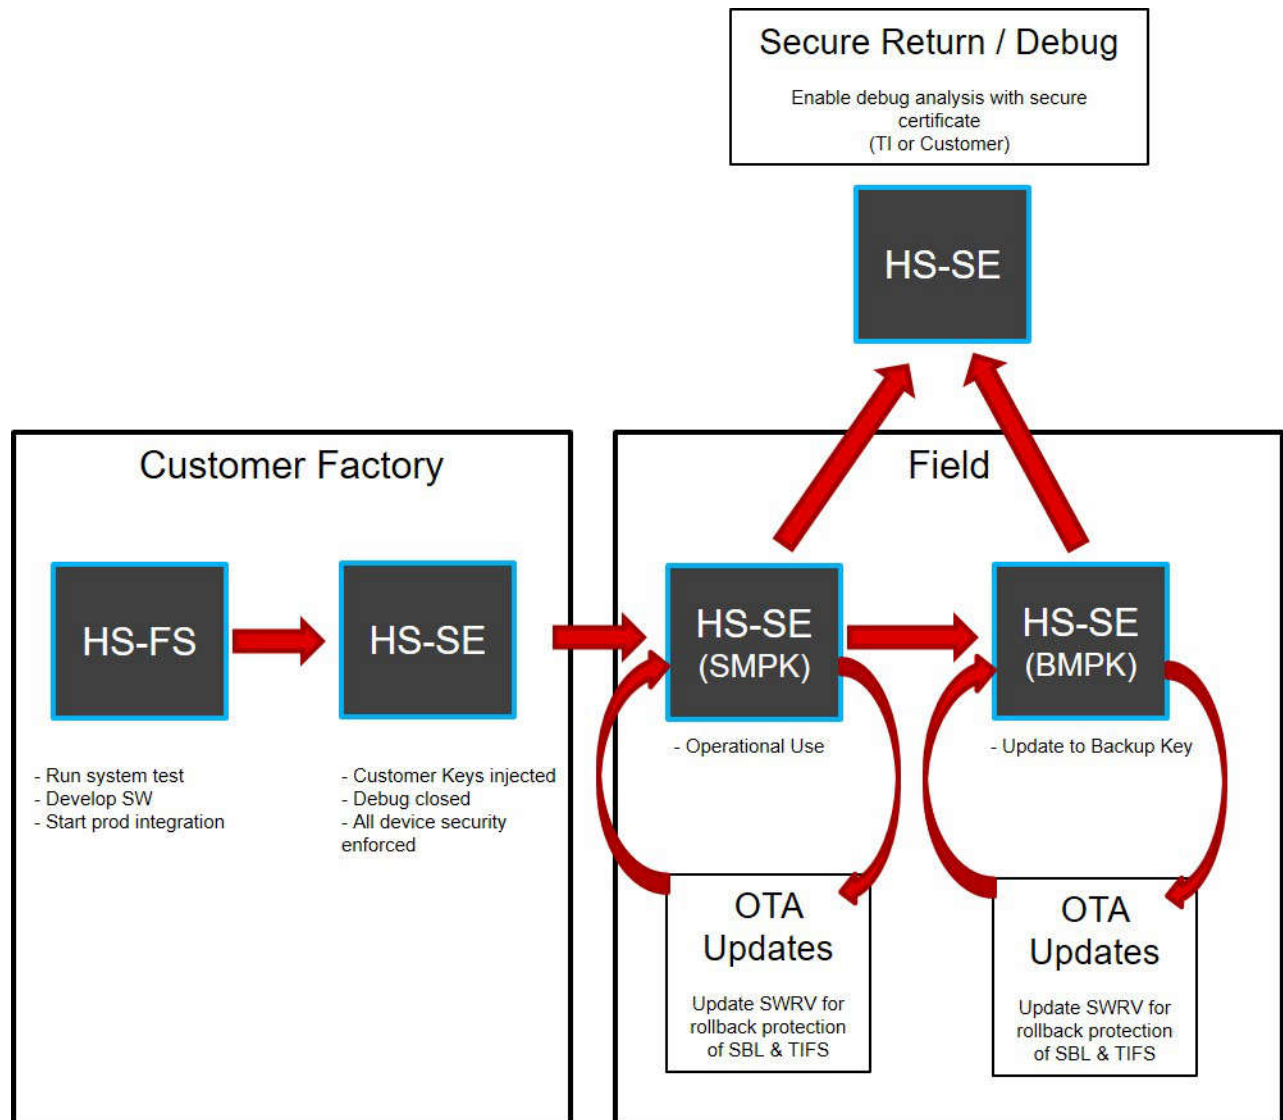 Secure Return / Debug
Enable debug analysis with secure
certificate
(TI or Customer)
HS-SE
Customer Factory
HS-FS
- Run system test
- Develop SW
- Start prod integration
HS-SE
- Customer Keys injected
- Debug closed
- All device security
enforced
Field
HS-SE
(SMPK)
- Operational Use
OTA
Updates
Update SWRV for
rollback protection
of SBL & TIFS
HS-SE
(BMPK)
- Update to Backup Key
OTA
Updates
Update SWRV for
rollback protection
of SBL & TIFS